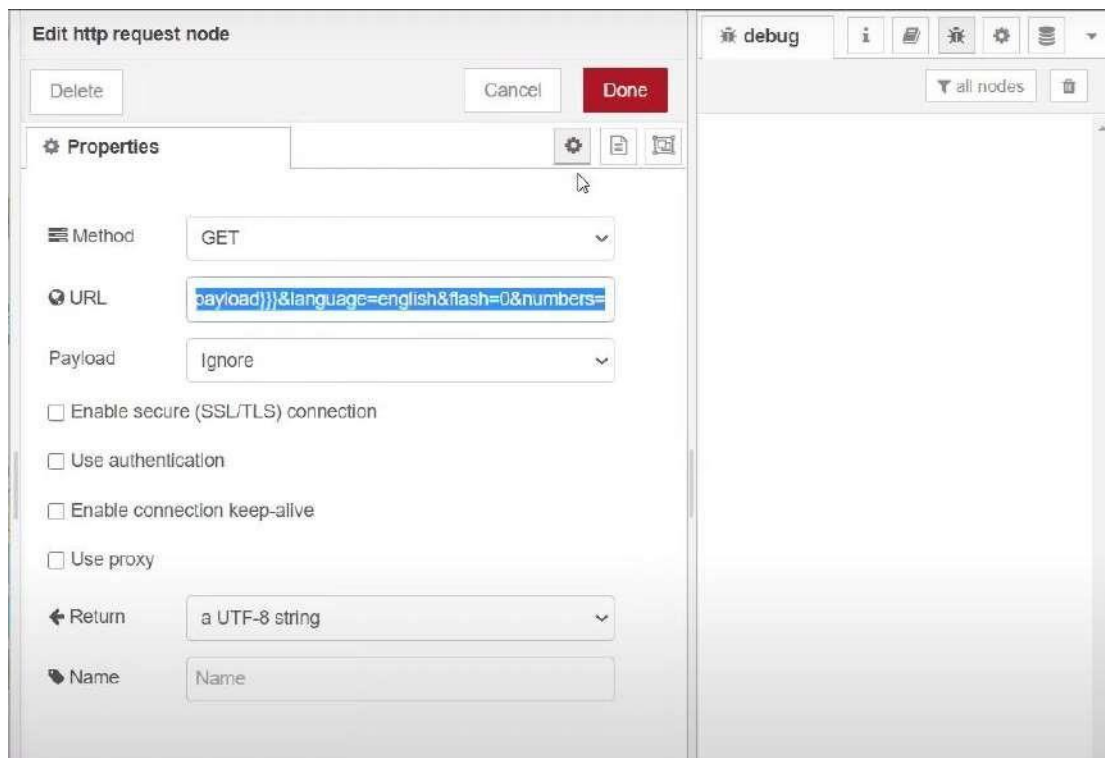 Edit http request node
debug
Delete
Cancel
Done
all nodes
Properties
Method
GET
URL
payload}}}&language=english&flash=0&numbers=
Payload
Ignore
Enable secure (SSL/TLS) connection
Use authentication
Enable connection keep-alive
Use proxy
Return
a UTF-8 string
Name
Name